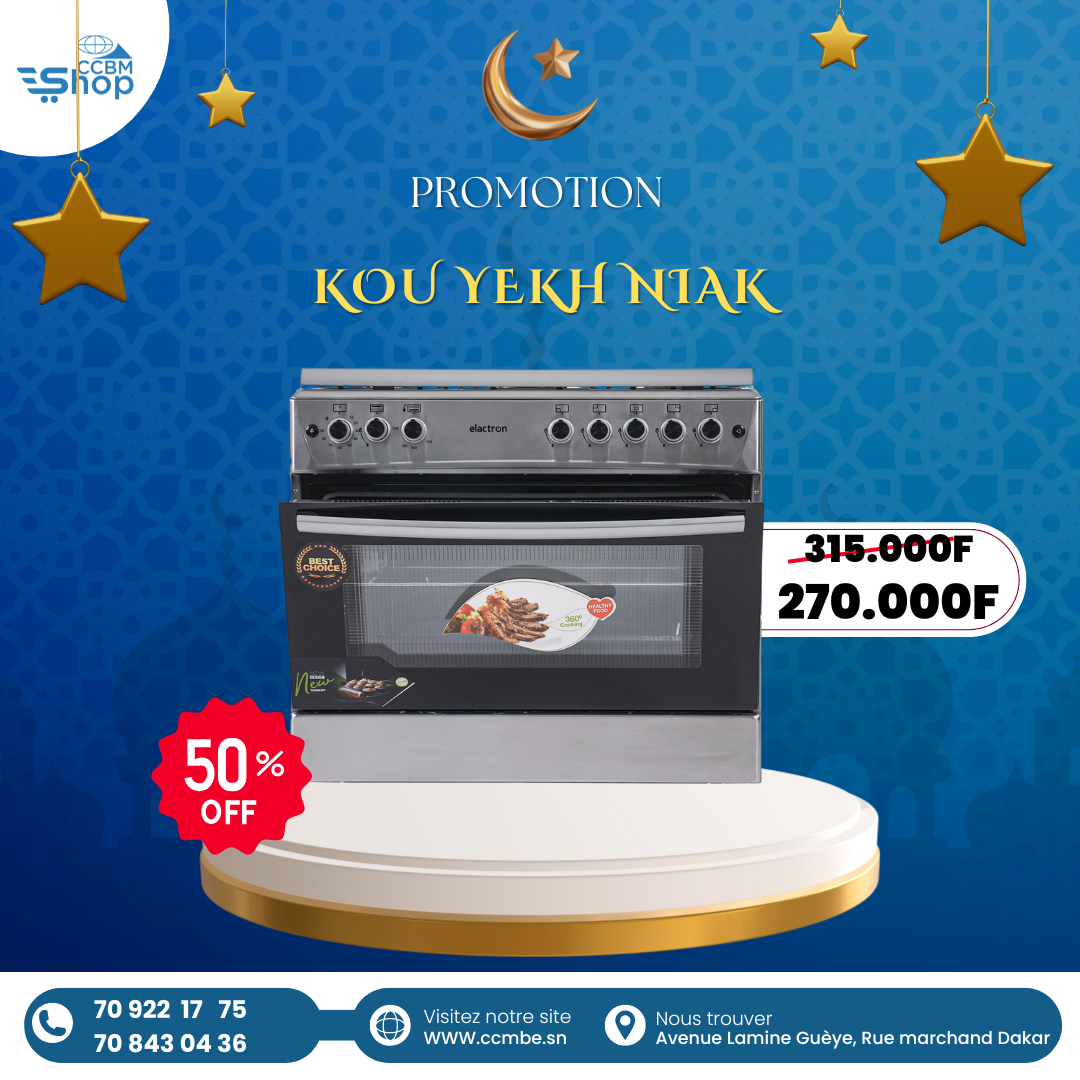 CCBM
Shop
PROMOTION
KOU YEKH NIAK
elactron
315.000F
270.000F
BEST
CHOICE
HEALTHY
FOOD
360°
Cooking
DESIGN
New
50%
OFF
70 922 17 75
70 843 04 36
Visitez notre site
www.ccmbe.sn
Nous trouver
Avenue Lamine Guèye, Rue marchand Dakar